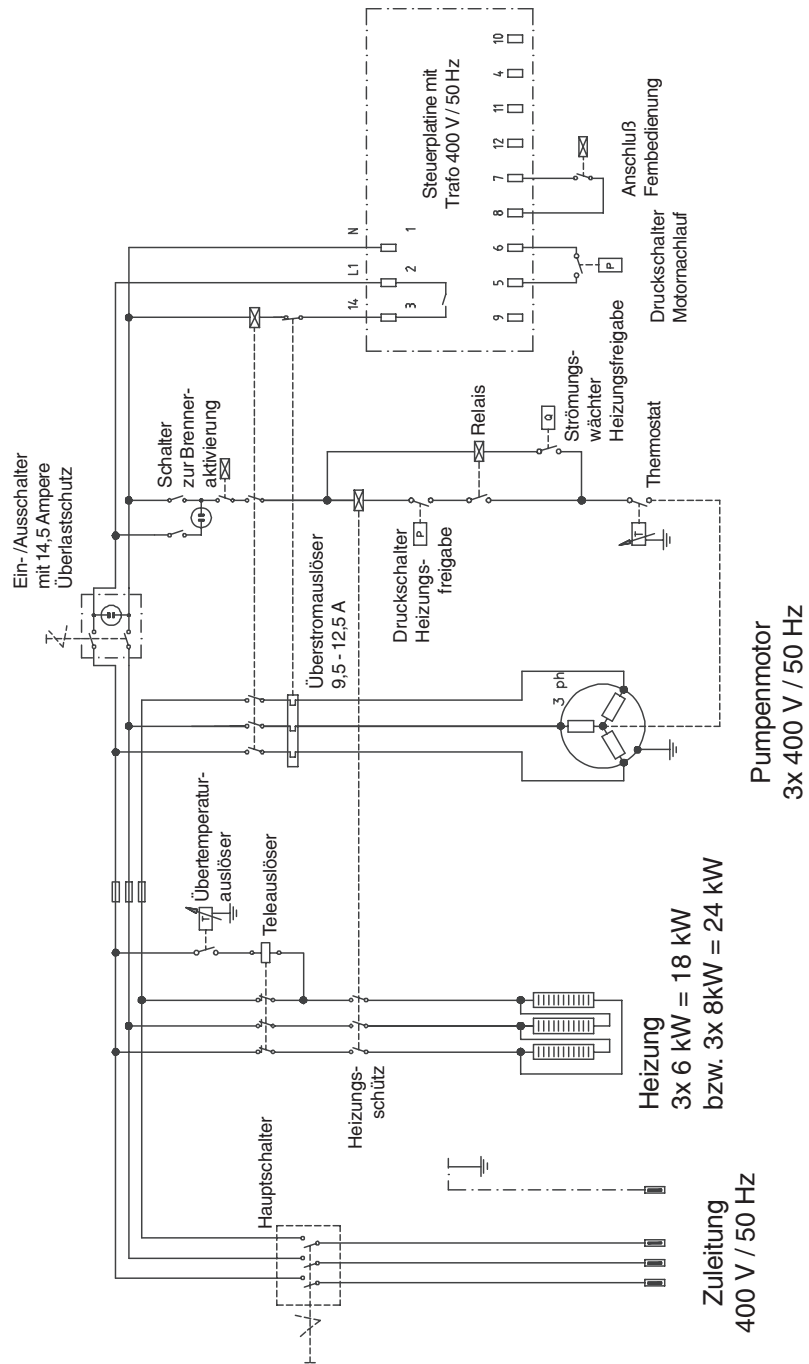 Ein-/Ausschalter
mit 14,5 Ampere
Überlastschutz
Schalter
zur Brenner-
aktivierung
14
L1
N
3
2
1
Steuerplatine mit
Trafo 400 V / 50 Hz
9
5
6
8
7
12
11
4
10
P
Druckschalter
Motornachlauf
Anschluß
Fernbedienung
Hauptschalter
T
Übertemperatur-
auslöser
Teleauslöser
Heizungs-
schütz
Überstromauslöser
9,5 - 12,5 A
P
Druckschalter
Heizungs-
freigabe
Relais
Q
Strömungs-
wächter
Heizungsfreigabe
T
Thermostat
3 ph
Zuleitung
400 V / 50 Hz
Heizung
3x 6 kW = 18 kW
bzw. 3x 8kW = 24 kW
Pumpenmotor
3x 400 V / 50 Hz